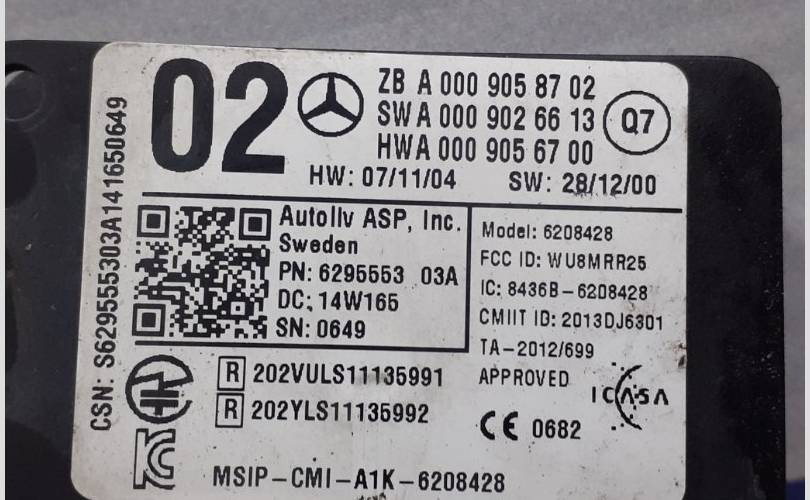 02
ZB A 000 905 87 02
SW A 000 902 66 13
HW A 000 905 67 00
Q7
HW: 07/11/04 SW: 28/12/00
CSN: S629555303A141650649
Autoliv ASP, Inc.
Sweden
PN: 6295553 03A
DC: 14W165
SN: 0649
Model: 6208428
FCC ID: WU8MRR25
IC: 8436B-6208428
CMIIT ID: 2013DJ6301
TA-2012/699
APPROVED
ICASA
R 202VULS11135991
R 202YLS11135992
CE 0682
MSIP-CMI-A1K-6208428